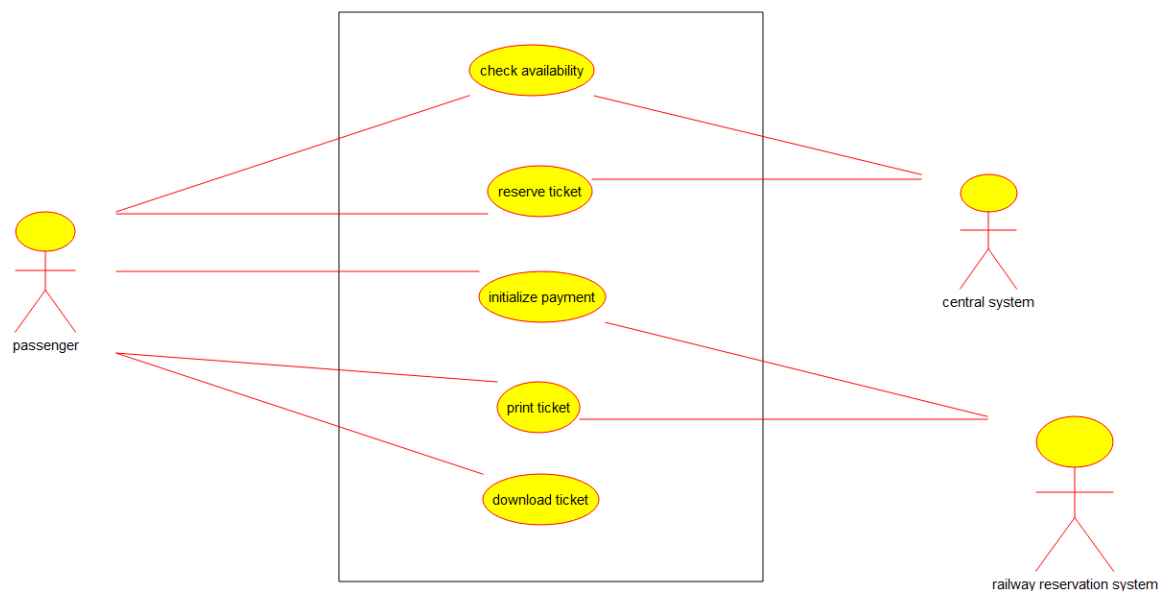 check availability
reserve ticket
initialize payment
print ticket
download ticket
passenger
central system
railway reservation system